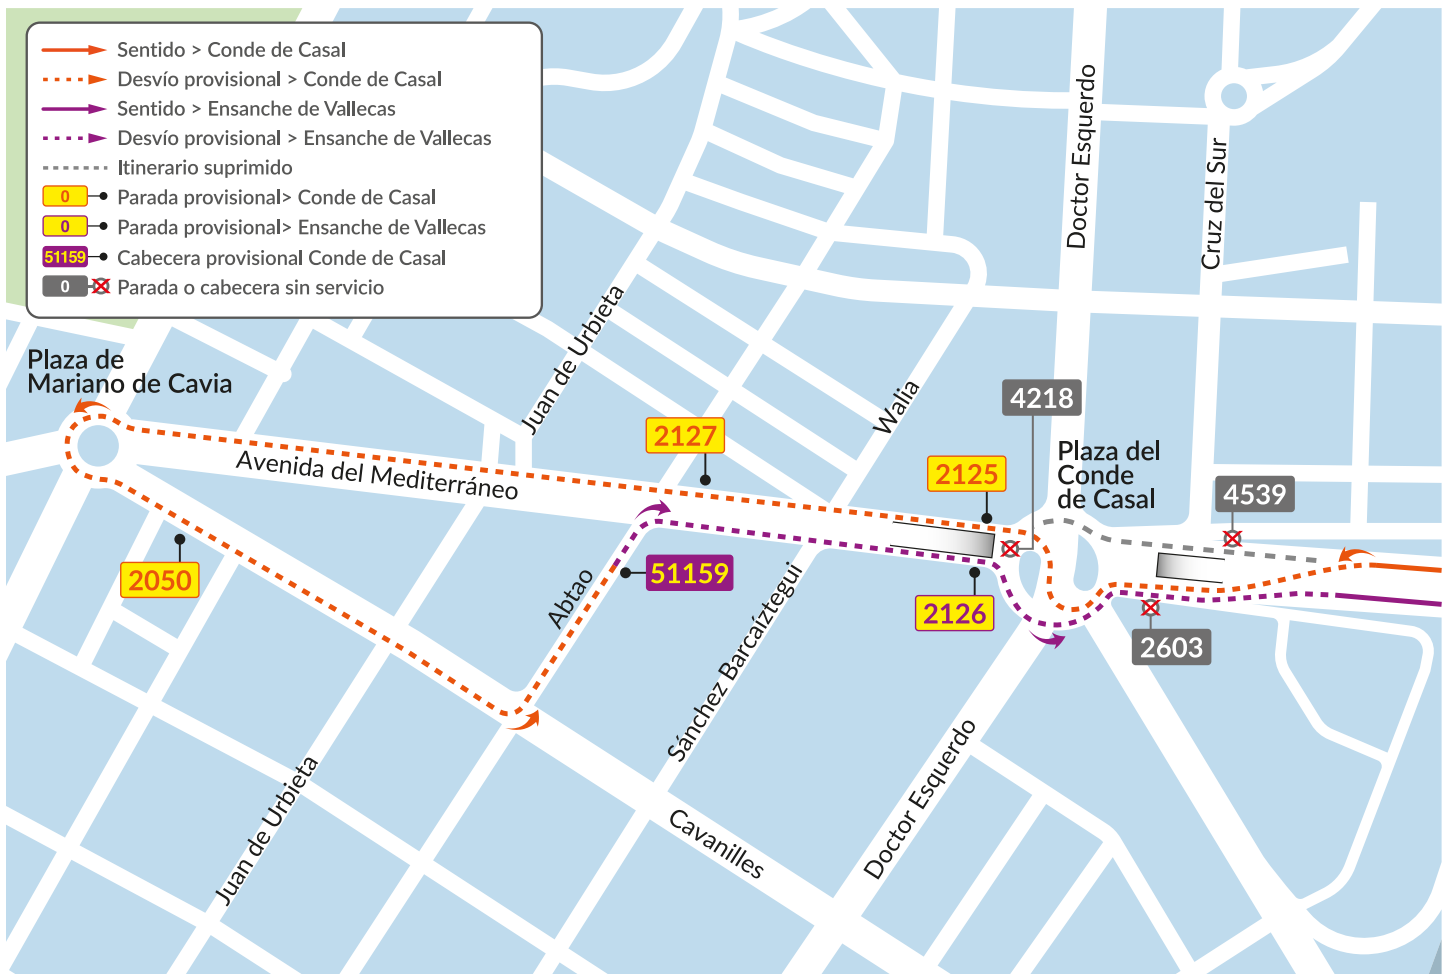 Sentido > Conde de Casal
Desvío provisional > Conde de Casal
Sentido > Ensanche de Vallecas
Desvío provisional > Ensanche de Vallecas
Itinerario suprimido
0 Parada provisional> Conde de Casal
0 Parada provisional> Ensanche de Vallecas
51159 Cabecera provisional Conde de Casal
0 Parada o cabecera sin servicio
Doctor Esquerdo
Cruz del Sur
Juan de Urbieta
Plaza de
Mariano de Cavia
Walia
4218
2127
Avenida del Mediterráneo
2125
Plaza del
Conde
de Casal
4539
2050
Abtao
51159
2126
2603
Sánchez Barcaíztegui
Juan de Urbieta
Cavanilles
Doctor Esquerdo